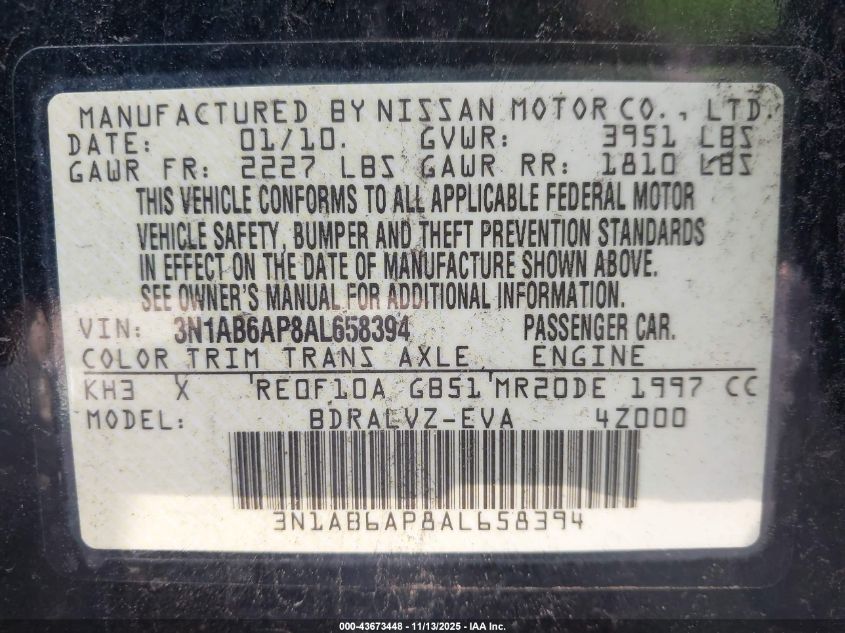 MANUFACTURED BY NISSAN MOTOR CO., LTD.
DATE: 01/10. GVWR: 3951 LBS
GAWR FR: 2227 LBS GAWR RR: 1810 LBS
THIS VEHICLE CONFORMS TO ALL APPLICABLE FEDERAL MOTOR
VEHICLE SAFETY, BUMPER AND THEFT PREVENTION STANDARDS
IN EFFECT ON THE DATE OF MANUFACTURE SHOWN ABOVE.
SEE OWNER'S MANUAL FOR ADDITIONAL INFORMATION.
VIN: 3N1AB6AP8AL658394 PASSENGER CAR.
COLOR TRIM TRANS AXLE ENGINE
KH3 X RE0F10A GB51 MR20DE 1997 CC
MODEL: BDRALVZ-EVA 4Z000
3N1AB6AP8AL658394
000-43673448 - 11/13/2025 - IAA Inc.